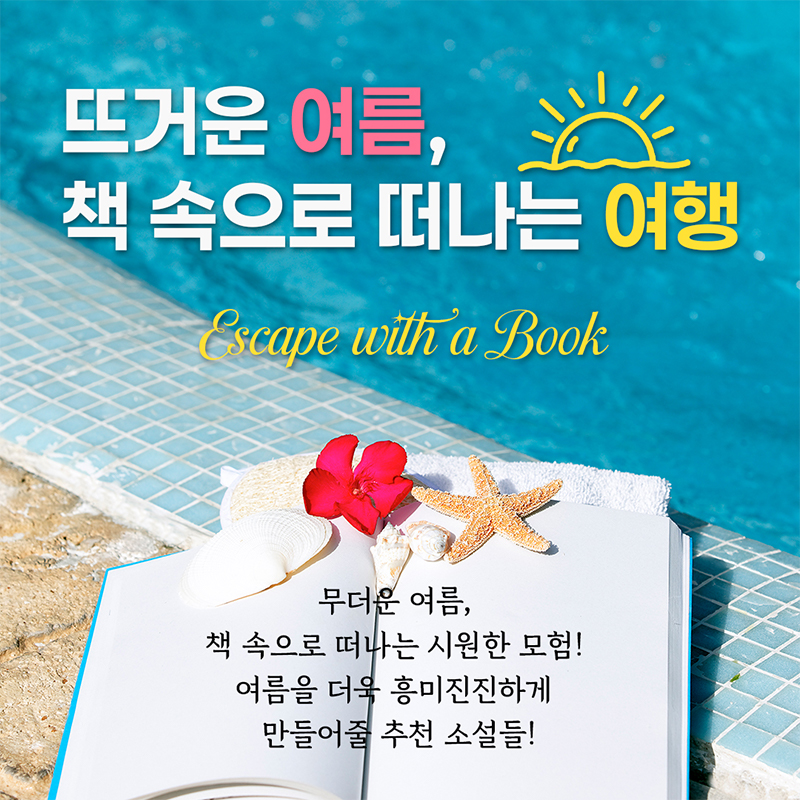 뜨거운 여름,
책 속으로 떠나는 여행
Escape with a Book
무더운 여름,
책 속으로 떠나는 시원한 모험!
여름을 더욱 흥미진진하게
만들어줄 추천 소설들!